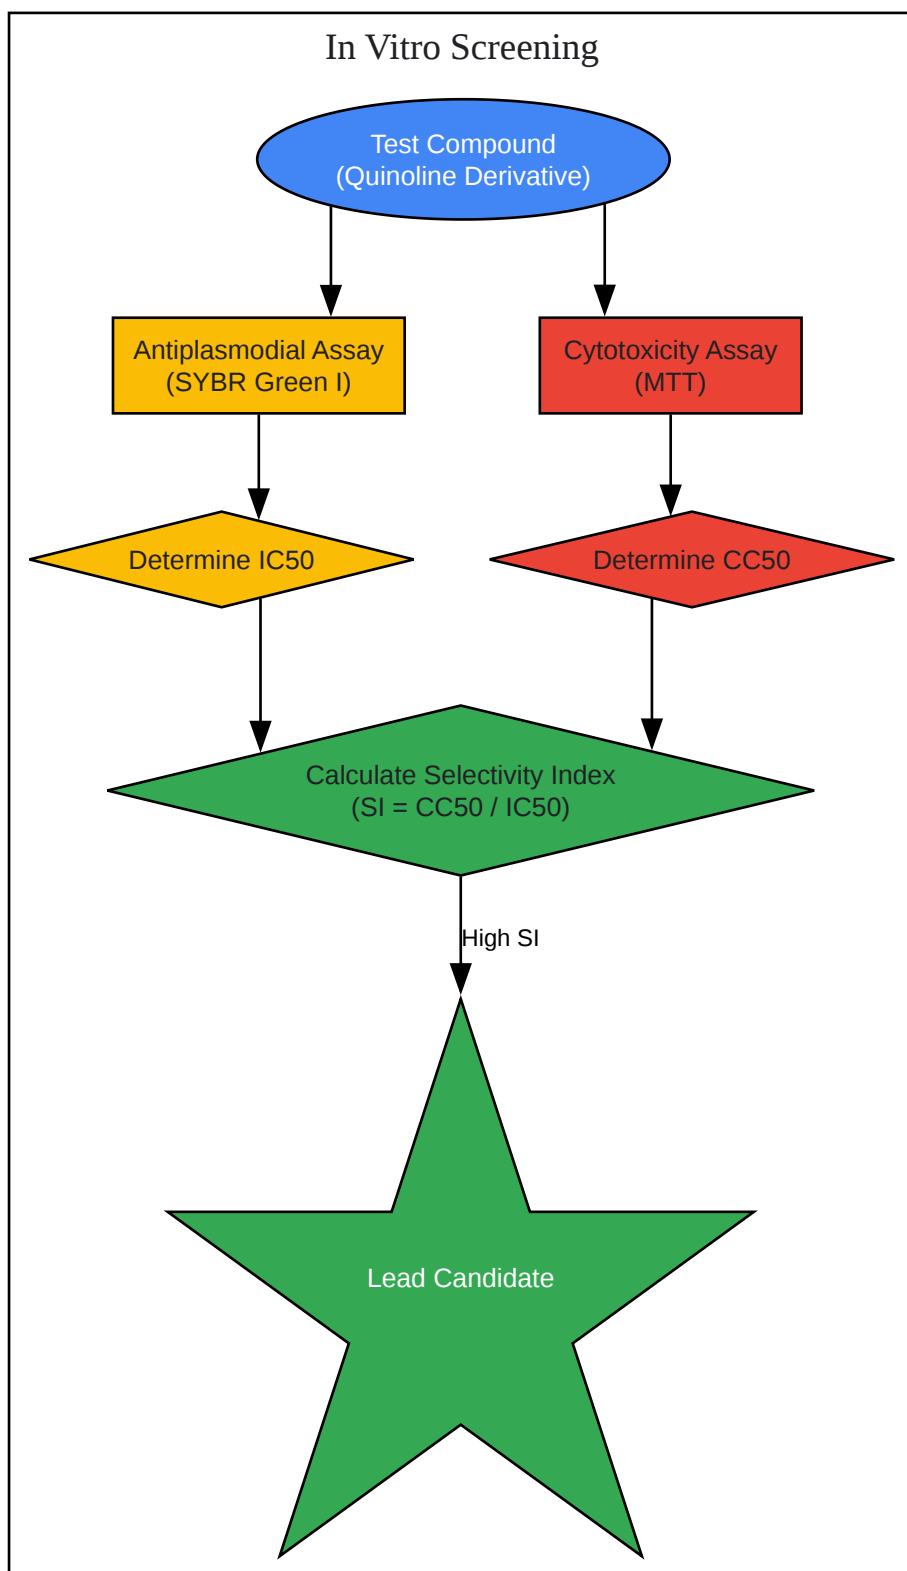 In Vitro Screening
Test Compound
(Quinoline Derivative)
Antiplasmodial Assay
(SYBR Green I)
Cytotoxicity Assay
(MTT)
Determine IC50
Determine CC50
Calculate Selectivity Index
(SI = CC50 / IC50)
High SI
Lead Candidate